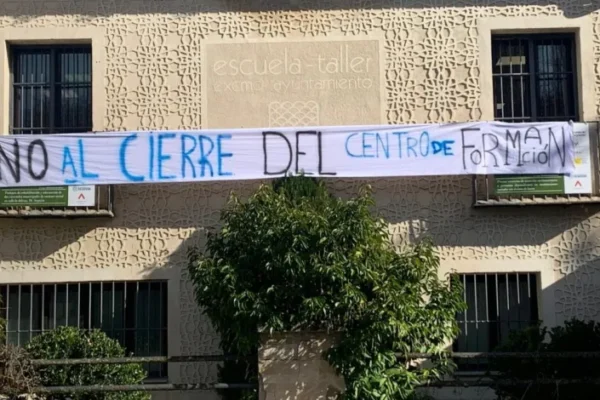 escuela-taller
excmo ayuntamiento
NO AL CIERRE DEL CENTRO DE FORMACIÓN